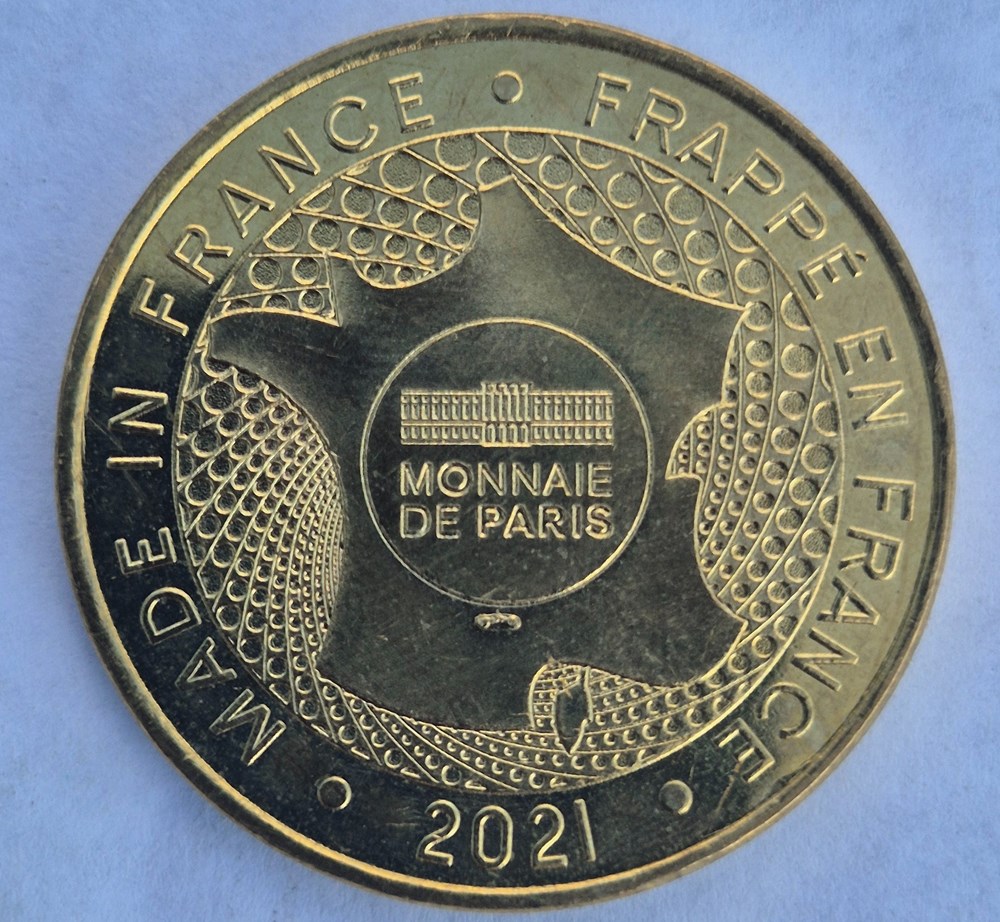 MADE IN FRANCE • FRAPPÉ EN FRANCE •
MONNAIE
DE PARIS
2021 •